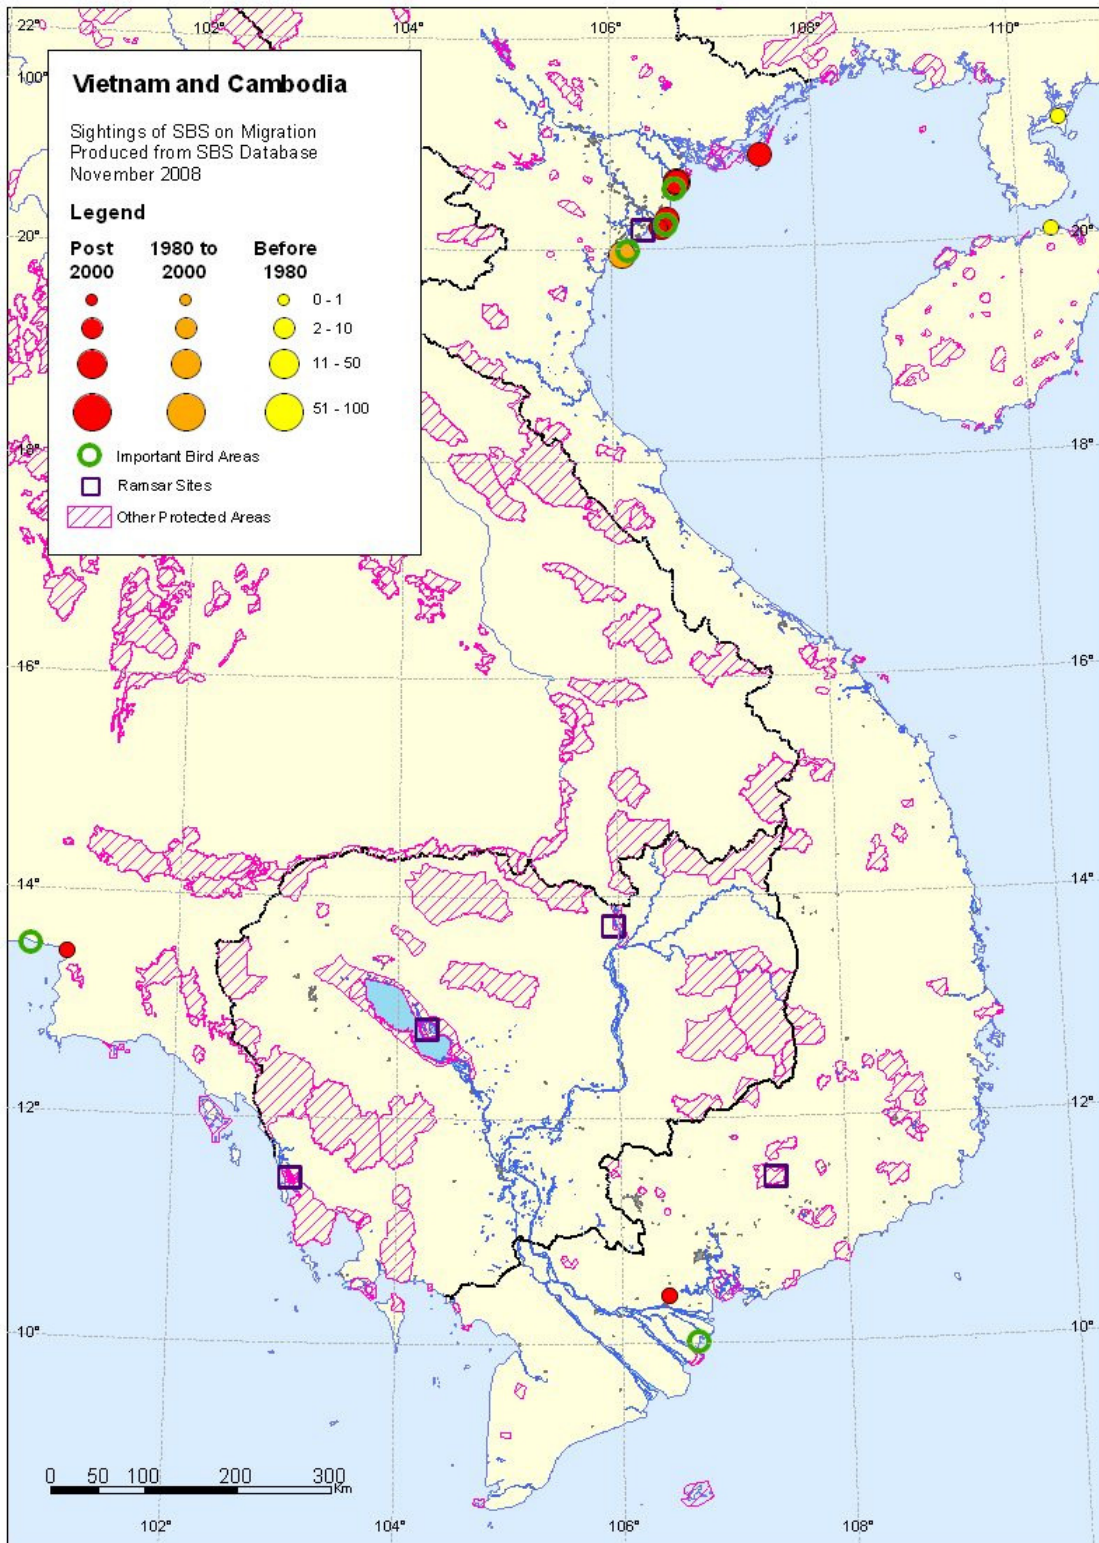 22°
102°
104°
106°
108°
110°
22°
Vietnam and Cambodia
Sightings of SBS on Migration
Produced from SBS Database
November 2008
Legend
Post 2000
1980 to 2000
Before 1980
0 - 1
2 - 10
11 - 50
51 - 100
Important Bird Areas
Ramsar Sites
Other Protected Areas
20°
20°
18°
18°
16°
16°
14°
14°
12°
12°
10°
10°
0 50 100 200 300
Km
102°
104°
106°
108°